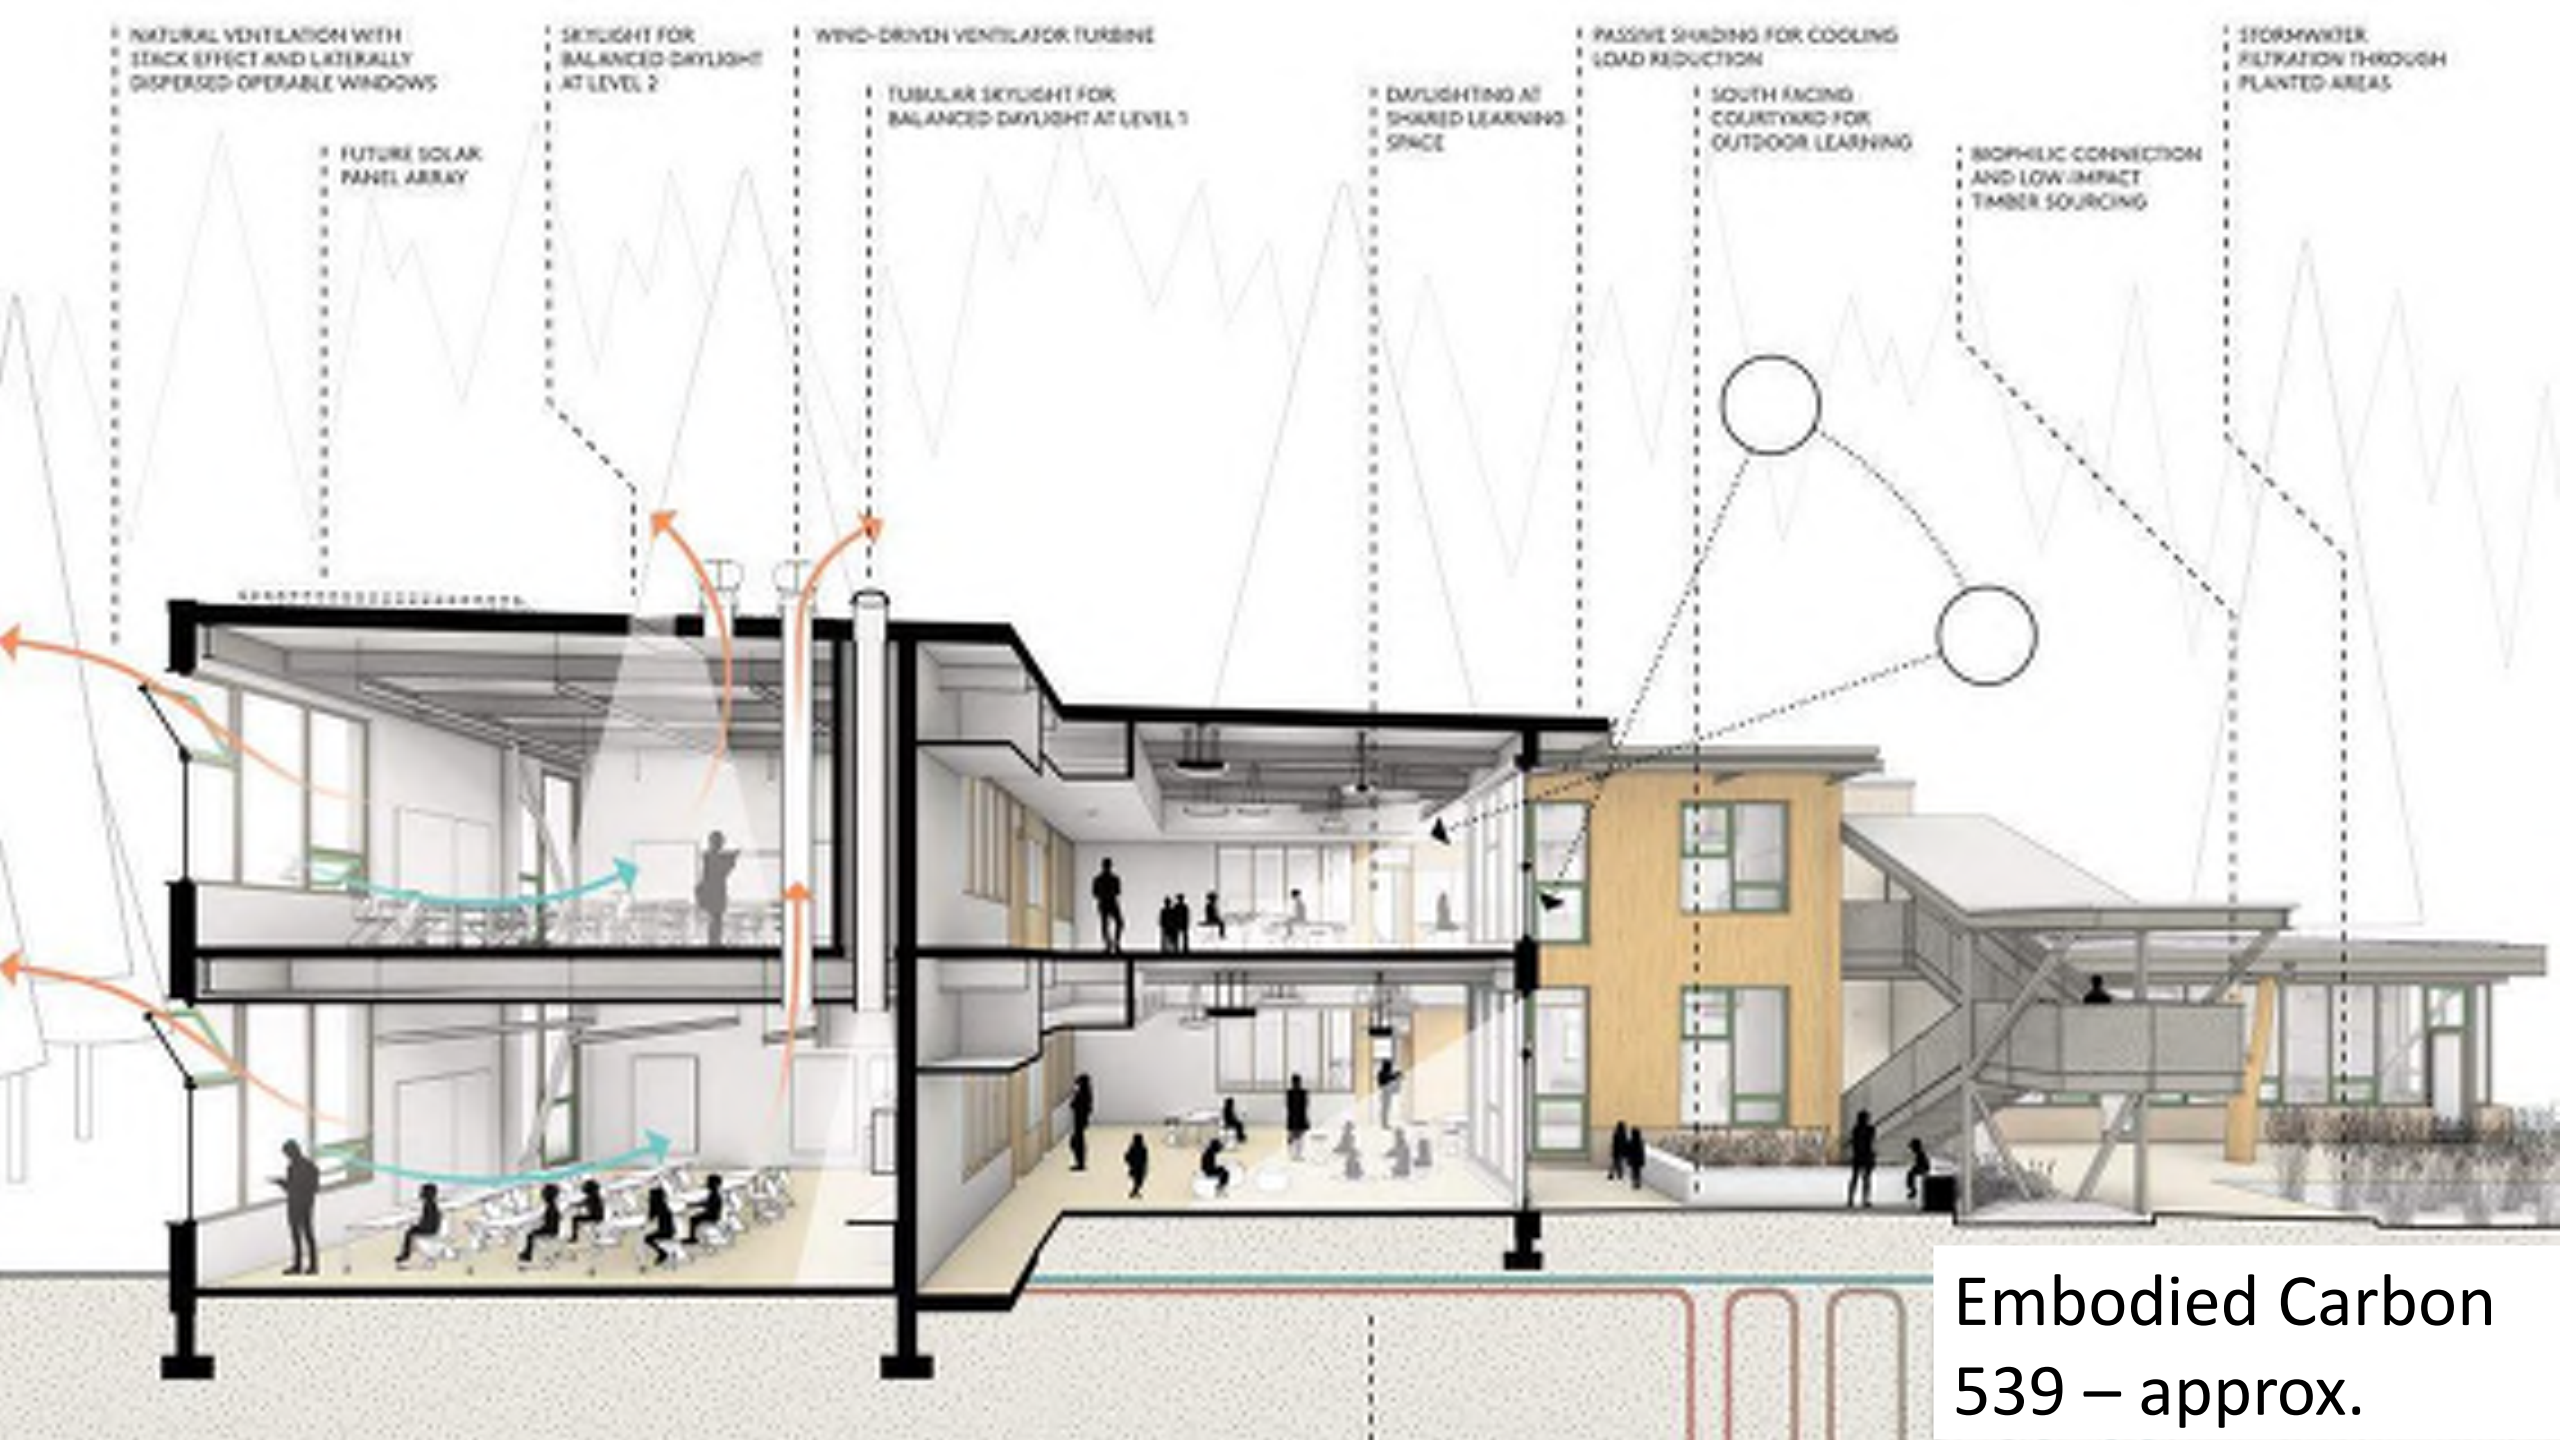 NATURAL VENTILATION WITH
STACK EFFECT AND LATERALLY
DISPERSED OPERABLE WINDOWS
FUTURE SOLAR
PANEL ARRAY
SKYLIGHT FOR
BALANCED DAYLIGHT
AT LEVEL 2
WIND-DRIVEN VENTILATOR TURBINE
TUBULAR SKYLIGHT FOR
BALANCED DAYLIGHT AT LEVEL 1
DAYLIGHTING AT
SHARED LEARNING
SPACE
PASSIVE SHADING FOR COOLING
LOAD REDUCTION
SOUTH FACING
COURTYARD FOR
OUTDOOR LEARNING
BIOPHILIC CONNECTION
AND LOW-IMPACT
TIMBER SOURCING
STORMWATER
FILTRATION THROUGH
PLANTED AREAS
Embodied Carbon
539 – approx.